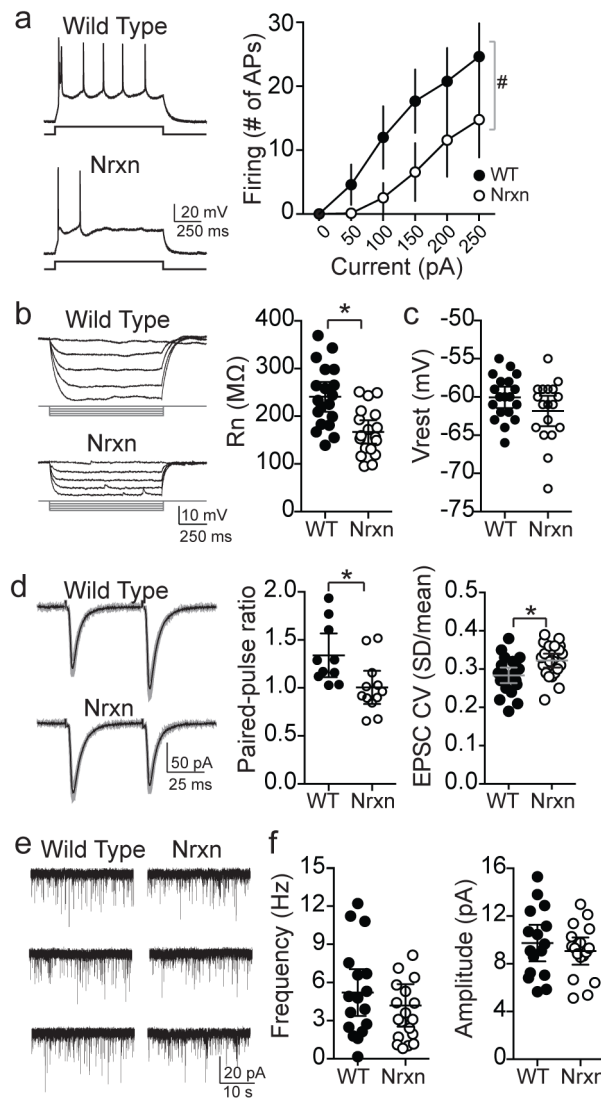 a
Wild Type
Nrxn
20 mV
250 ms
Firing (# of APs)
30
20
10
0
#
WT
Nrxn
0
50
100
150
200
250
Current (pA)
b
Wild Type
Nrxn
10 mV
250 ms
Rn (MΩ)
400
300
200
100
0
*
WT Nrxn
c
Vrest (mV)
-50
-55
-60
-65
-70
-75
WT Nrxn
d
Wild Type
Nrxn
50 pA
25 ms
Paired-pulse ratio
2.0
1.5
1.0
0.5
0.0
*
WT Nrxn
EPSC CV (SD/mean)
0.5
0.4
0.3
0.2
0.1
0.0
*
WT Nrxn
e
Wild Type Nrxn
20 pA
10 s
f
Frequency (Hz)
15
12
9
6
3
0
WT Nrxn
Amplitude (pA)
16
12
8
4
0
WT Nrxn